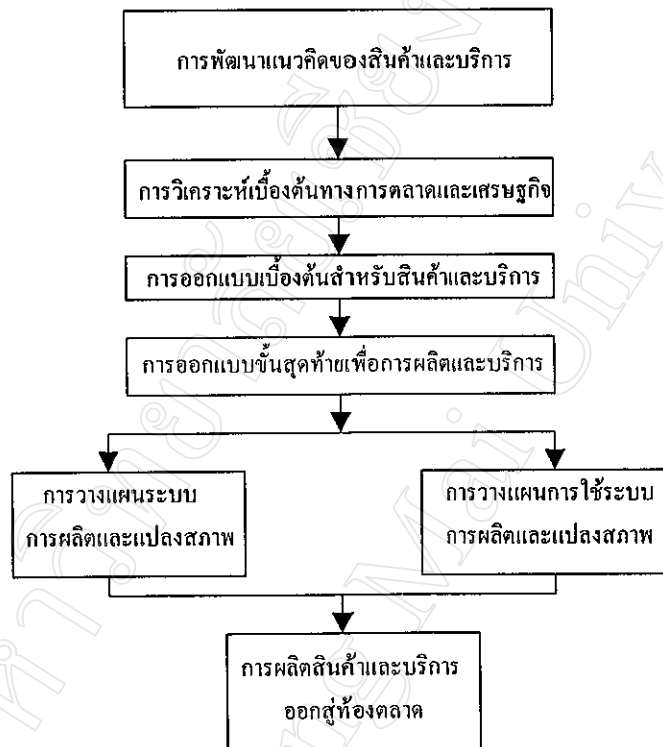 การพัฒนาแนวคิดของสินค้าและบริการ
การวิเคราะห์เบื้องต้นทางการตลาดและเศรษฐกิจ
การออกแบบเบื้องต้นสำหรับสินค้าและบริการ
การออกแบบขั้นสุดท้ายเพื่อการผลิตและบริการ
การวางแผนระบบ
การผลิตและแปลงสภาพ
การวางแผนการใช้ระบบ
การผลิตและแปลงสภาพ
การผลิตสินค้าและบริการ
ออกสู่ท้องตลาด